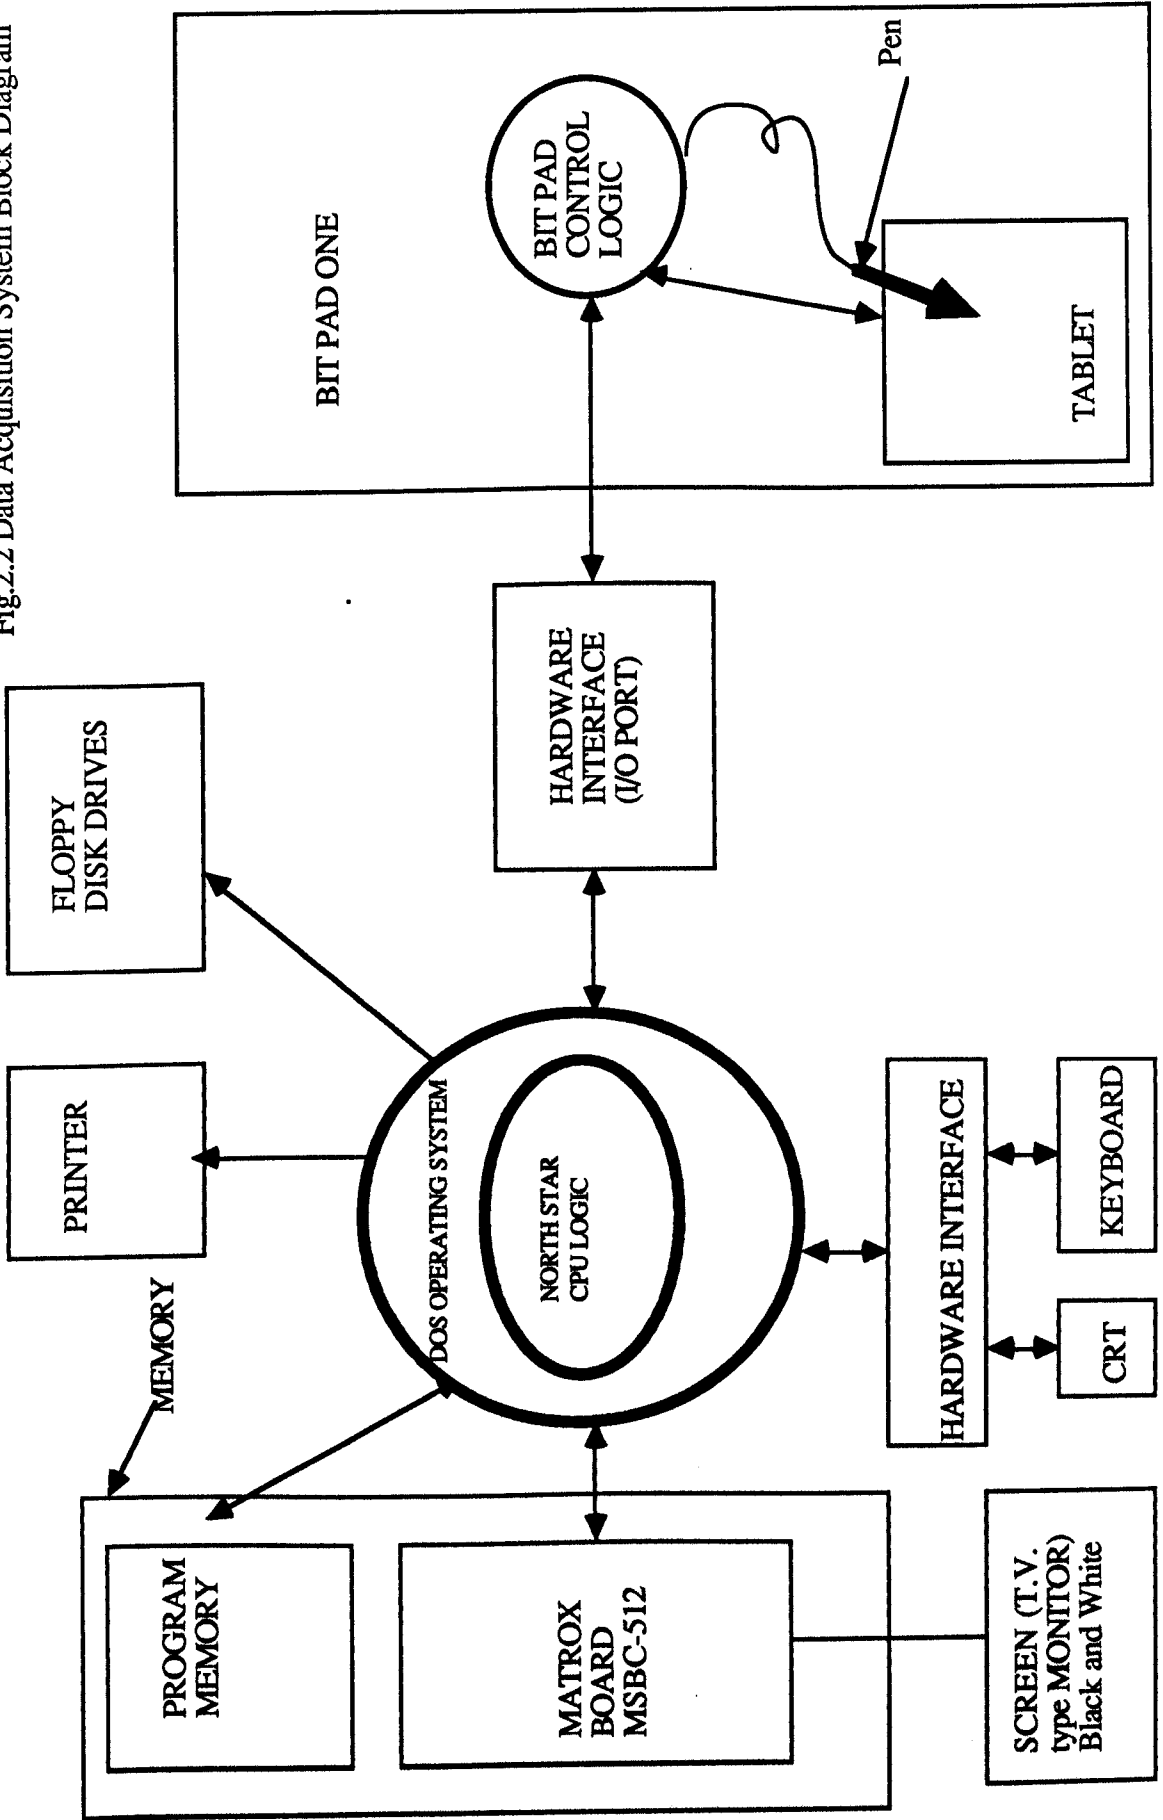 Fig.2.2 Data Acquisition System Block Diagram
MEMORY
PROGRAM
MEMORY
MATROX
BOARD
MSBC-512
SCREEN (T.V.
type MONITOR)
Black and White
PRINTER
FLOPPY
DISK DRIVES
DOS OPERATING SYSTEM
NORTH STAR
CPU LOGIC
HARDWARE INTERFACE
CRT
KEYBOARD
HARDWARE
INTERFACE
(I/O PORT)
BIT PAD ONE
BIT PAD
CONTROL
LOGIC
Pen
TABLET